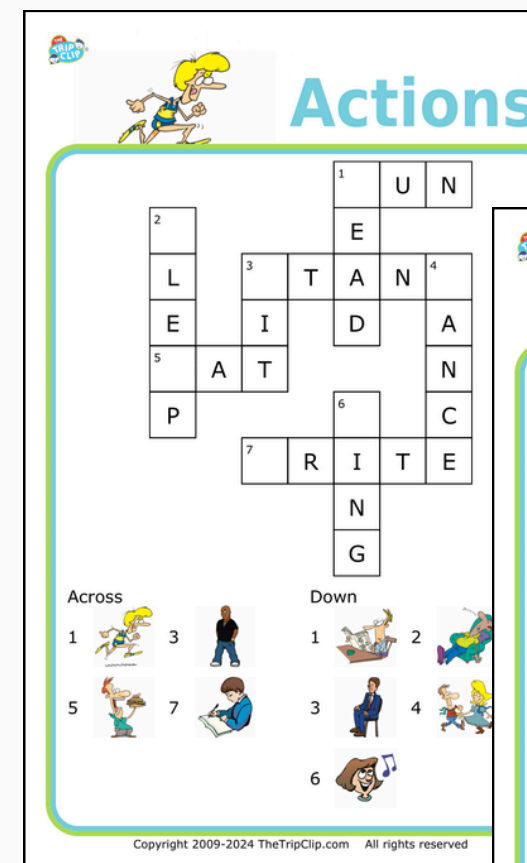 THE
TRIP
CLIP
Actions
1 U N
2 E
L 3 T A N 4
E I D A
5 A T N
P 6 C
7 R I T E
N
G
Across Down
1 3 1 2
5 7 3 4
6
Copyright 2009-2024 TheTripClip.com All rights reserved